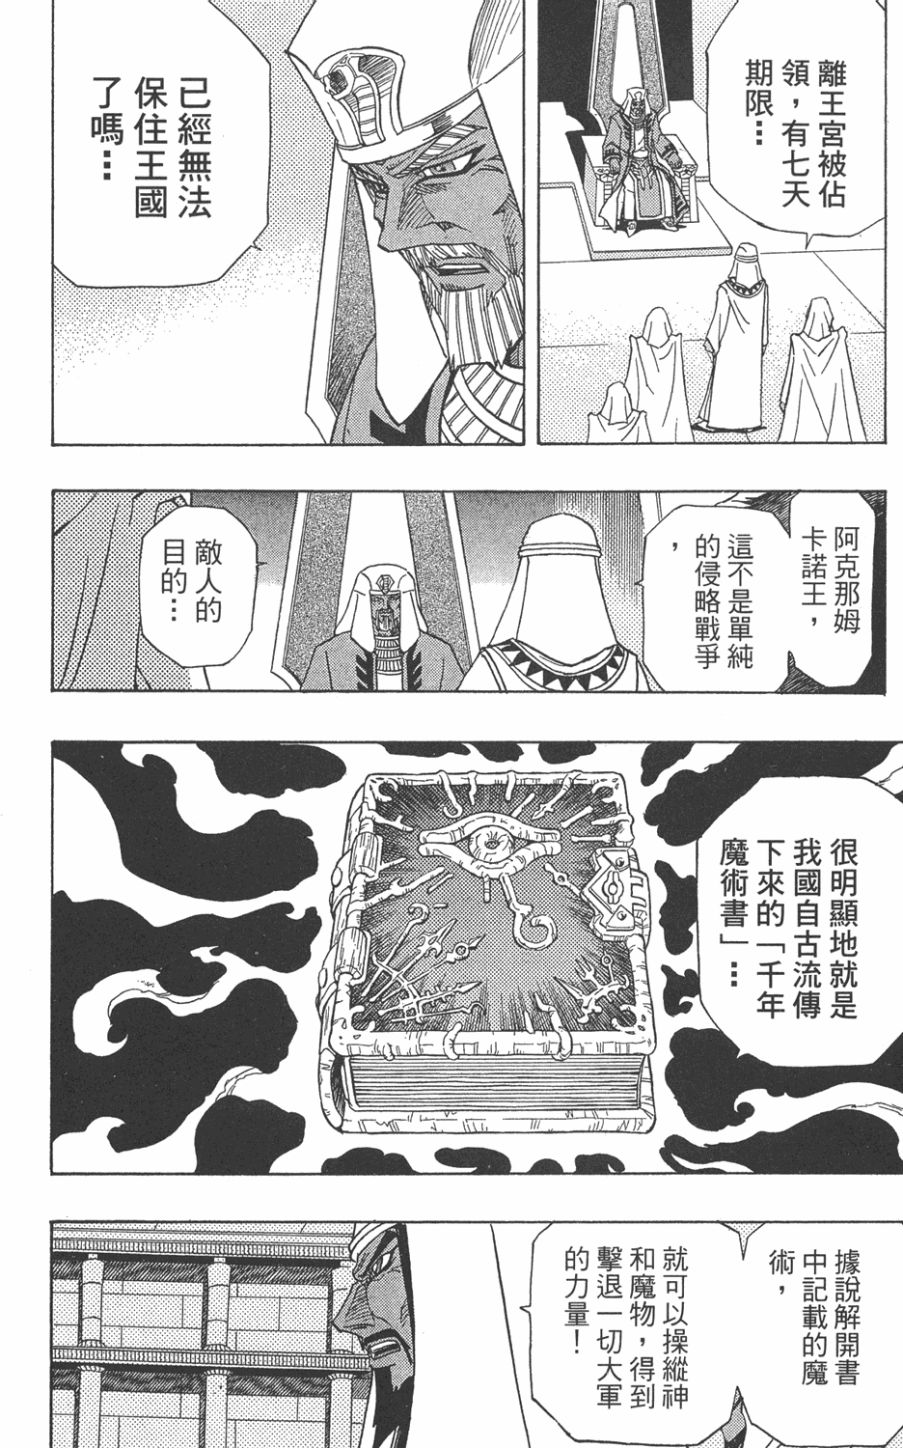 離王宮被佔
領，有七天
期限…
已經無法
保住王國
了嗎…
阿克那姆
卡諾王，
這不是單純
的侵略戰爭
，
敵人的
目的…
很明顯地就是
我國自古流傳
下來的「千年
魔術書」…
據說解開書
中記載的魔
術，
就可以操縱神
和魔物，得到
擊退一切大軍
的力量！